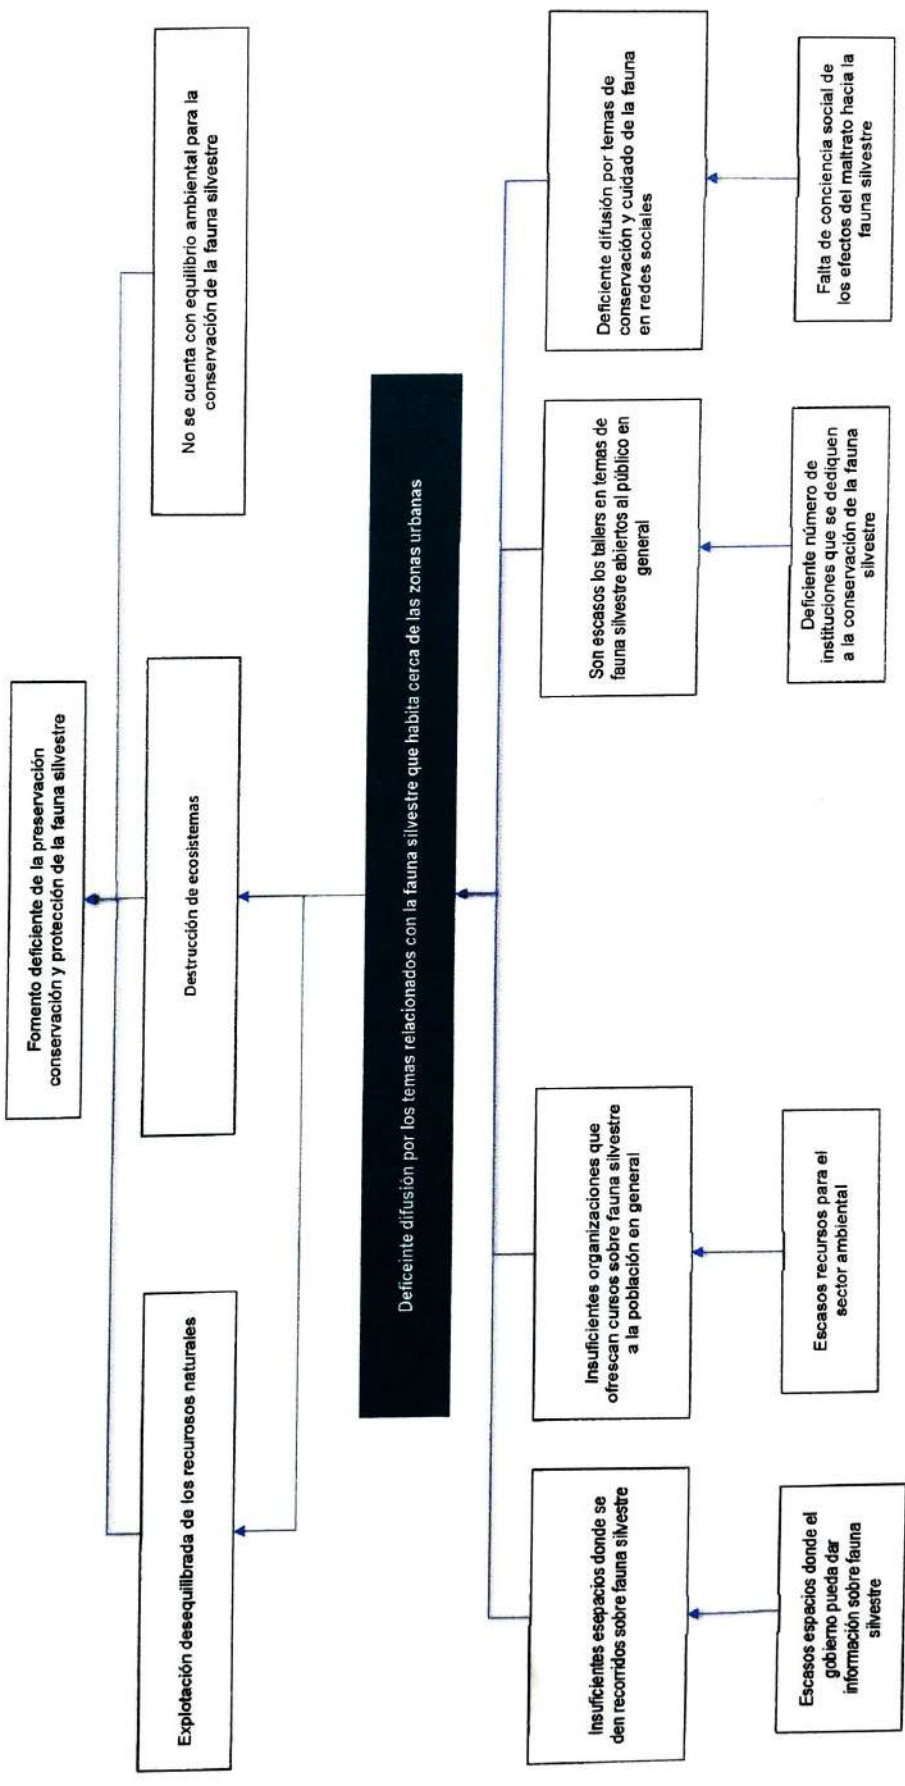 Fomento deficiente de la preservación
conservación y protección de la fauna silvestre
Explotación desequilibrada de los recurosos naturales
Destrucción de ecosistemas
No se cuenta con equilibrio ambiental para la
conservación de la fauna silvestre
Deficeinte difusión por los temas relacionados con la fauna silvestre que habita cerca de las zonas urbanas
Insuficientes esepacios donde se
den recorridos sobre fauna silvestre
Insuficientes organizaciones que
ofrescan cursos sobre fauna silvestre
a la población en general
Son escasos los tallers en temas de
fauna silvestre abiertos al público en
general
Deficiente difusión por temas de
conservación y cuidado de la fauna
en redes sociales
Escasos espacios donde el
gobierno pueda dar
información sobre fauna
silvestre
Escasos recursos para el
sector ambiental
Deficiente número de
instituciones que se dediquen
a la conservación de la fauna
silvestre
Falta de conciencia social de
los efectos del maltrato hacia la
fauna silvestre